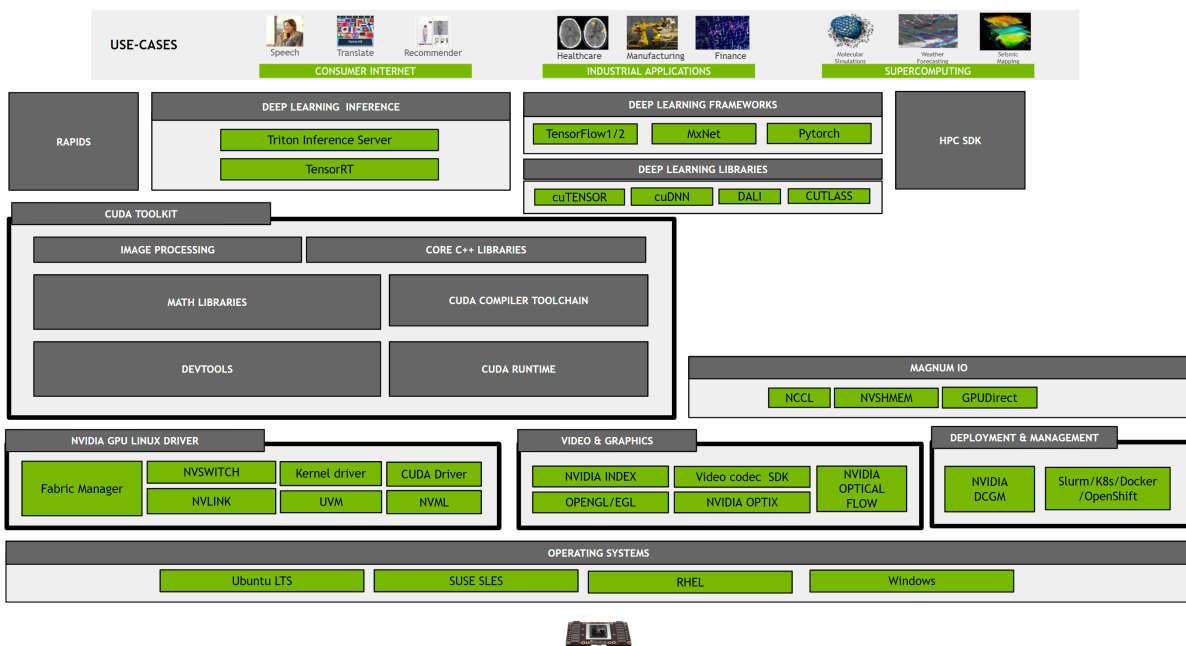 USE-CASES
Speech
Translate
Recommender
CONSUMER INTERNET
Healthcare
Manufacturing
Finance
INDUSTRIAL APPLICATIONS
Molecular
Simulations
Weather
Forecasting
Seismic
Mapping
SUPERCOMPUTING
RAPIDS
DEEP LEARNING INFERENCE
Triton Inference Server
TensorRT
DEEP LEARNING FRAMEWORKS
TensorFlow1/2
MxNet
Pytorch
DEEP LEARNING LIBRARIES
cuTENSOR
cuDNN
DALI
CUTLASS
HPC SDK
CUDA TOOLKIT
IMAGE PROCESSING
CORE C++ LIBRARIES
MATH LIBRARIES
CUDA COMPILER TOOLCHAIN
DEVTOOLS
CUDA RUNTIME
MAGNUM IO
NCCL
NVSHMEM
GPUDirect
NVIDIA GPU LINUX DRIVER
Fabric Manager
NVSWITCH
Kernel driver
CUDA Driver
NVLINK
UVM
NVML
VIDEO & GRAPHICS
NVIDIA INDEX
Video codec SDK
OPENGL/EGL
NVIDIA OPTIX
NVIDIA
OPTICAL
FLOW
DEPLOYMENT & MANAGEMENT
NVIDIA
DCGM
Slurm/K8s/Docker
/OpenShift
OPERATING SYSTEMS
Ubuntu LTS
SUSE SLES
RHEL
Windows